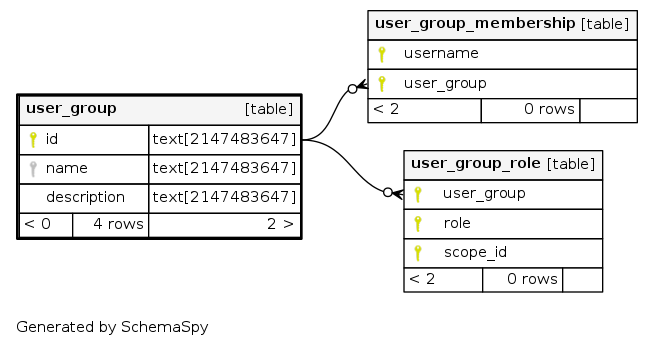 user_group_membership [table]
username
user_group
< 2 0 rows
user_group [table]
id text[2147483647]
name text[2147483647]
description text[2147483647]
< 0 4 rows 2 >
user_group_role [table]
user_group
role
scope_id
< 2 0 rows
Generated by SchemaSpy